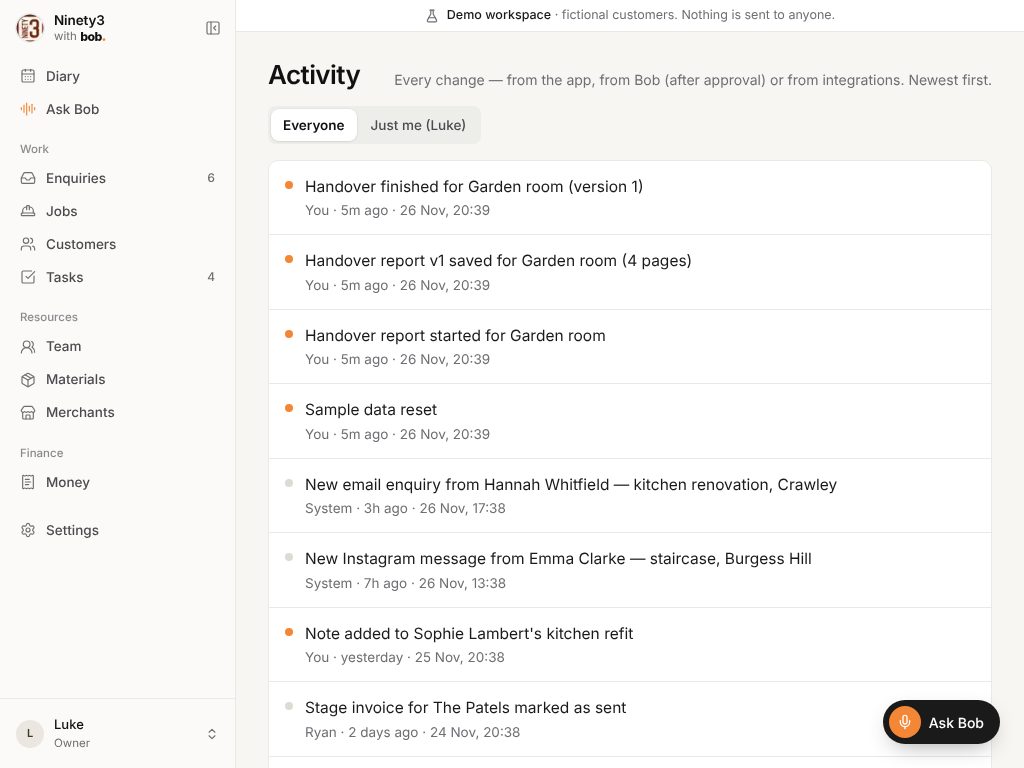 Ninety3
with bob.
Diary
Ask Bob
Work
Enquiries 6
Jobs
Customers
Tasks 4
Resources
Team
Materials
Merchants
Finance
Money
Settings
L
Luke
Owner
Demo workspace · fictional customers. Nothing is sent to anyone.
Activity
Every change — from the app, from Bob (after approval) or from integrations. Newest first.
Everyone
Just me (Luke)
Handover finished for Garden room (version 1)
You · 5m ago · 26 Nov, 20:39
Handover report v1 saved for Garden room (4 pages)
You · 5m ago · 26 Nov, 20:39
Handover report started for Garden room
You · 5m ago · 26 Nov, 20:39
Sample data reset
You · 5m ago · 26 Nov, 20:39
New email enquiry from Hannah Whitfield — kitchen renovation, Crawley
System · 3h ago · 26 Nov, 17:38
New Instagram message from Emma Clarke — staircase, Burgess Hill
System · 7h ago · 26 Nov, 13:38
Note added to Sophie Lambert's kitchen refit
You · yesterday · 25 Nov, 20:38
Stage invoice for The Patels marked as sent
Ryan · 2 days ago · 24 Nov, 20:38
Ask Bob